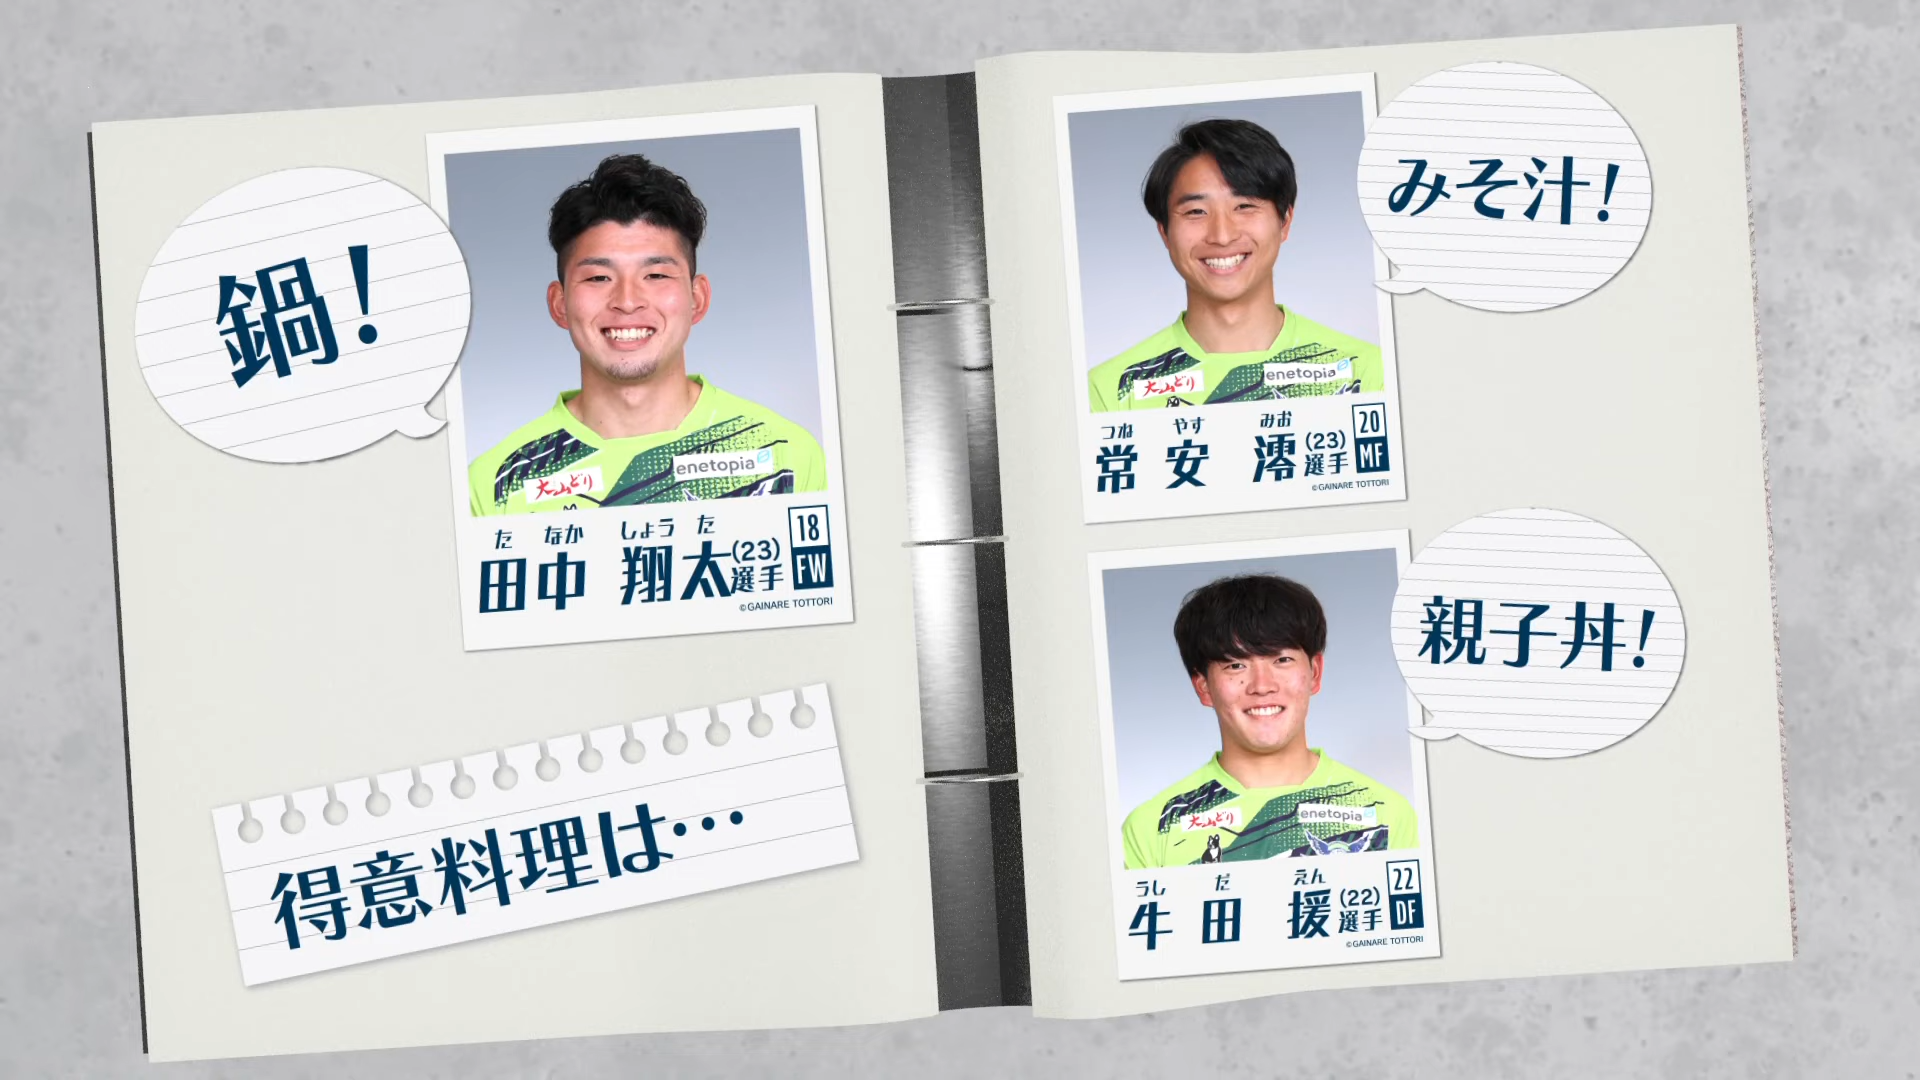 鍋！
た なか しょう た
田中 翔太(23)選手
18
FW
©GAINARE TOTTORI
大山どり
enetopia
得意料理は…
みそ汁！
大山どり
enetopia
つね やす みお
常安 澪(23)選手
20
MF
©GAINARE TOTTORI
親子丼！
大山どり
enetopia
うし だ えん
牛田 援(22)選手
22
DF
©GAINARE TOTTORI